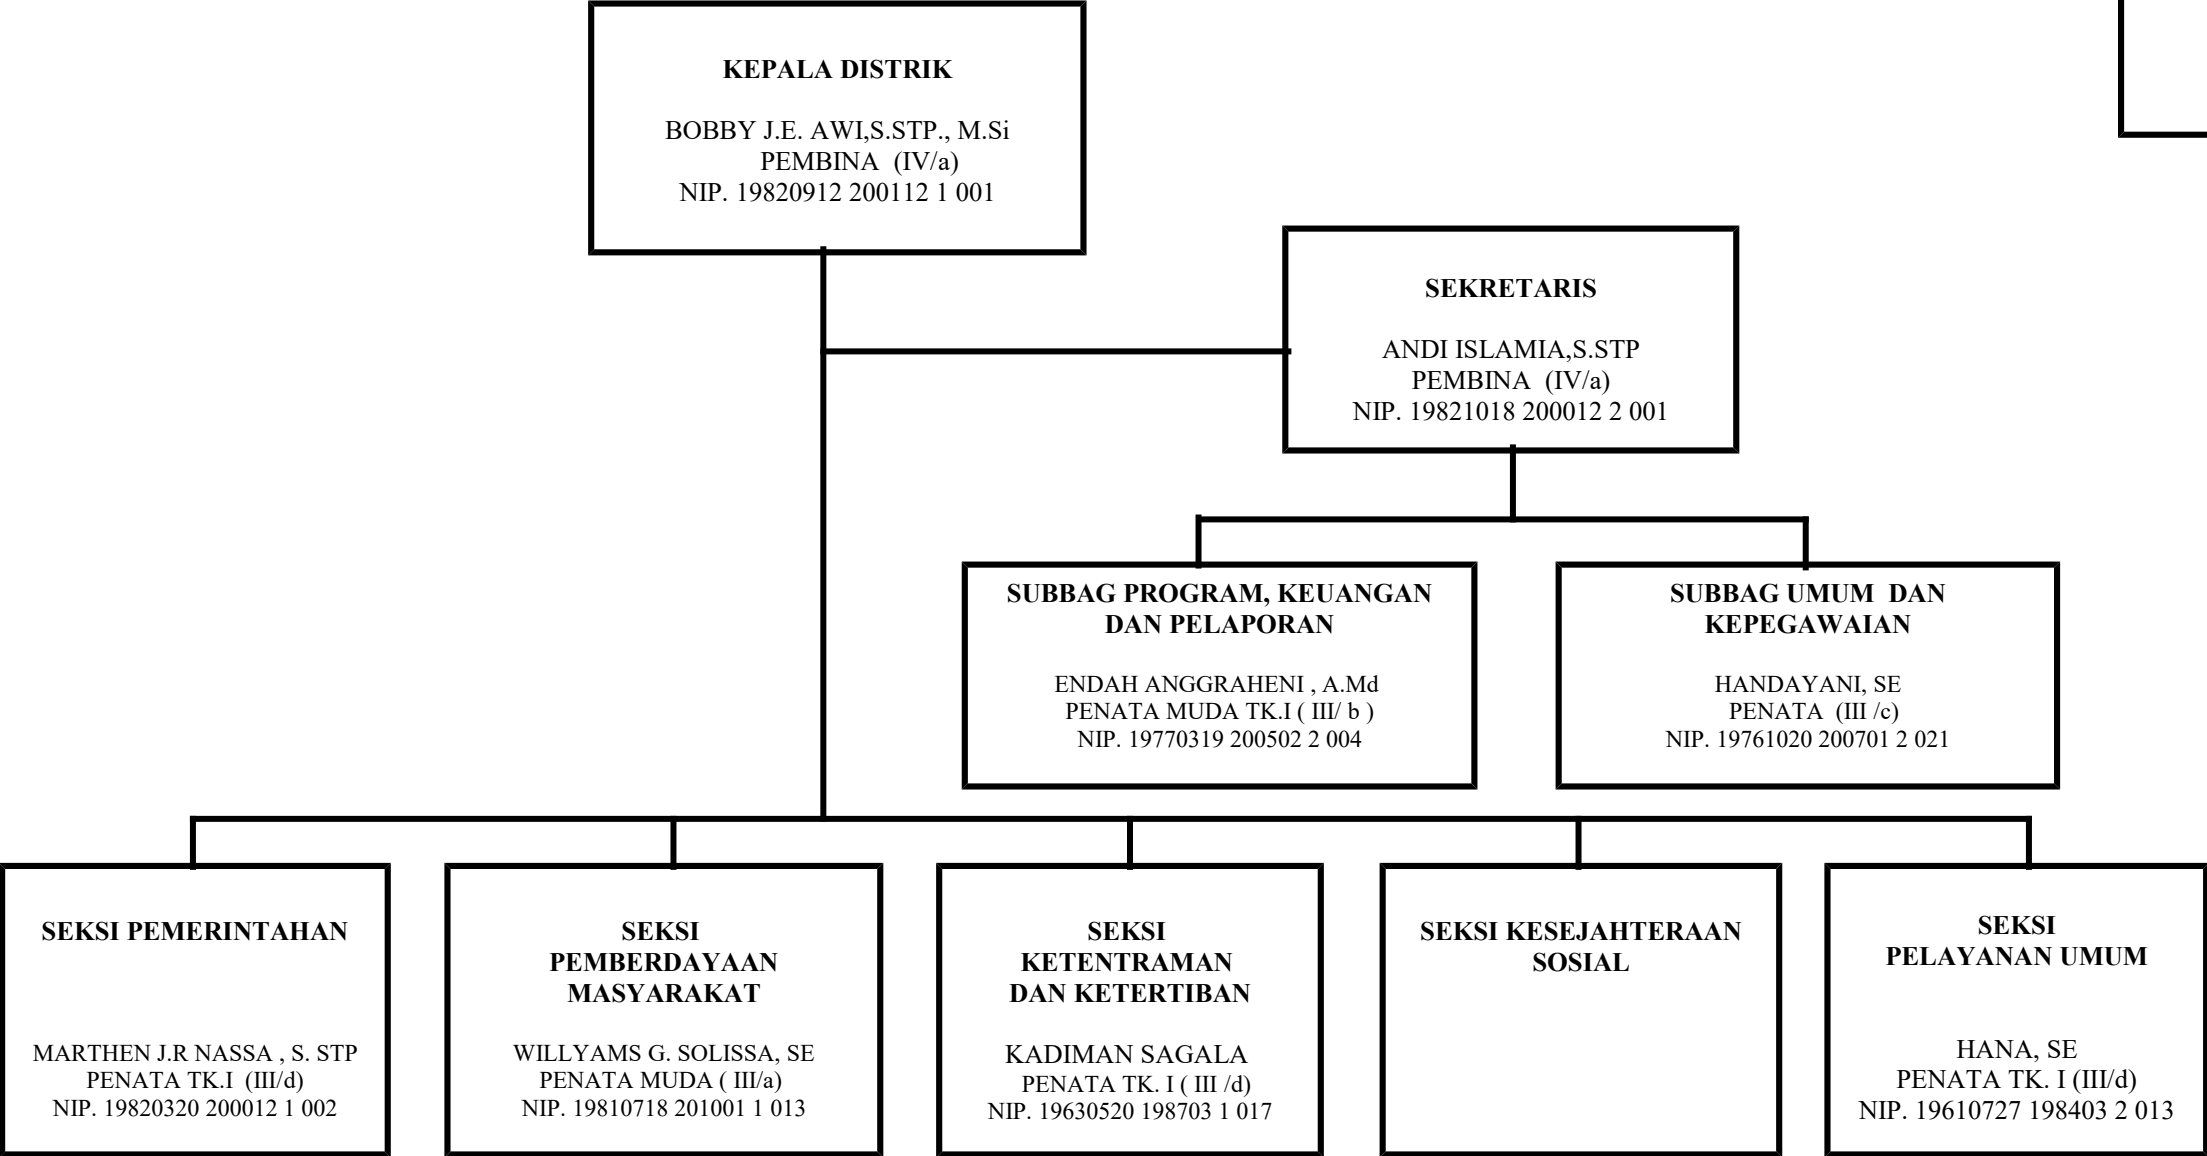 KEPALA DISTRIK
BOBBY J.E. AWI,S.STP., M.Si
PEMBINA (IV/a)
NIP. 19820912 200112 1 001
SEKRETARIS
ANDI ISLAMIA,S.STP
PEMBINA (IV/a)
NIP. 19821018 200012 2 001
SUBBAG PROGRAM, KEUANGAN
DAN PELAPORAN
ENDAH ANGGRAHENI , A.Md
PENATA MUDA TK.I ( III/ b )
NIP. 19770319 200502 2 004
SUBBAG UMUM DAN
KEPEGAWAIAN
HANDAYANI, SE
PENATA (III /c)
NIP. 19761020 200701 2 021
SEKSI PEMERINTAHAN
MARTHEN J.R NASSA , S. STP
PENATA TK.I (III/d)
NIP. 19820320 200012 1 002
SEKSI
PEMBERDAYAAN
MASYARAKAT
WILLYAMS G. SOLISSA, SE
PENATA MUDA ( III/a)
NIP. 19810718 201001 1 013
SEKSI
KETENTRAMAN
DAN KETERTIBAN
KADIMAN SAGALA
PENATA TK. I ( III /d)
NIP. 19630520 198703 1 017
SEKSI KESEJAHTERAAN
SOSIAL
SEKSI
PELAYANAN UMUM
HANA, SE
PENATA TK. I (III/d)
NIP. 19610727 198403 2 013